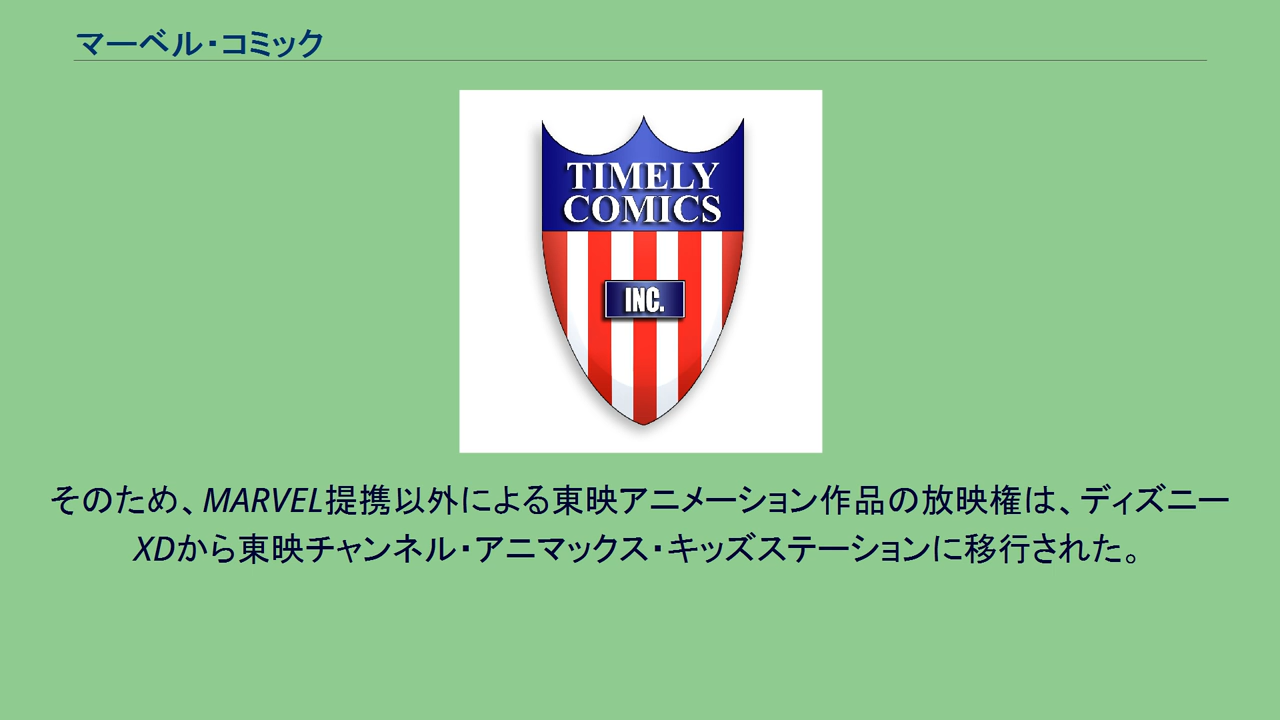 マーベル・コミック
TIMELY
COMICS
INC.
そのため、MARVEL提携以外による東映アニメーション作品の放映権は、ディズニー
XDから東映チャンネル・アニマックス・キッズステーションに移行された。